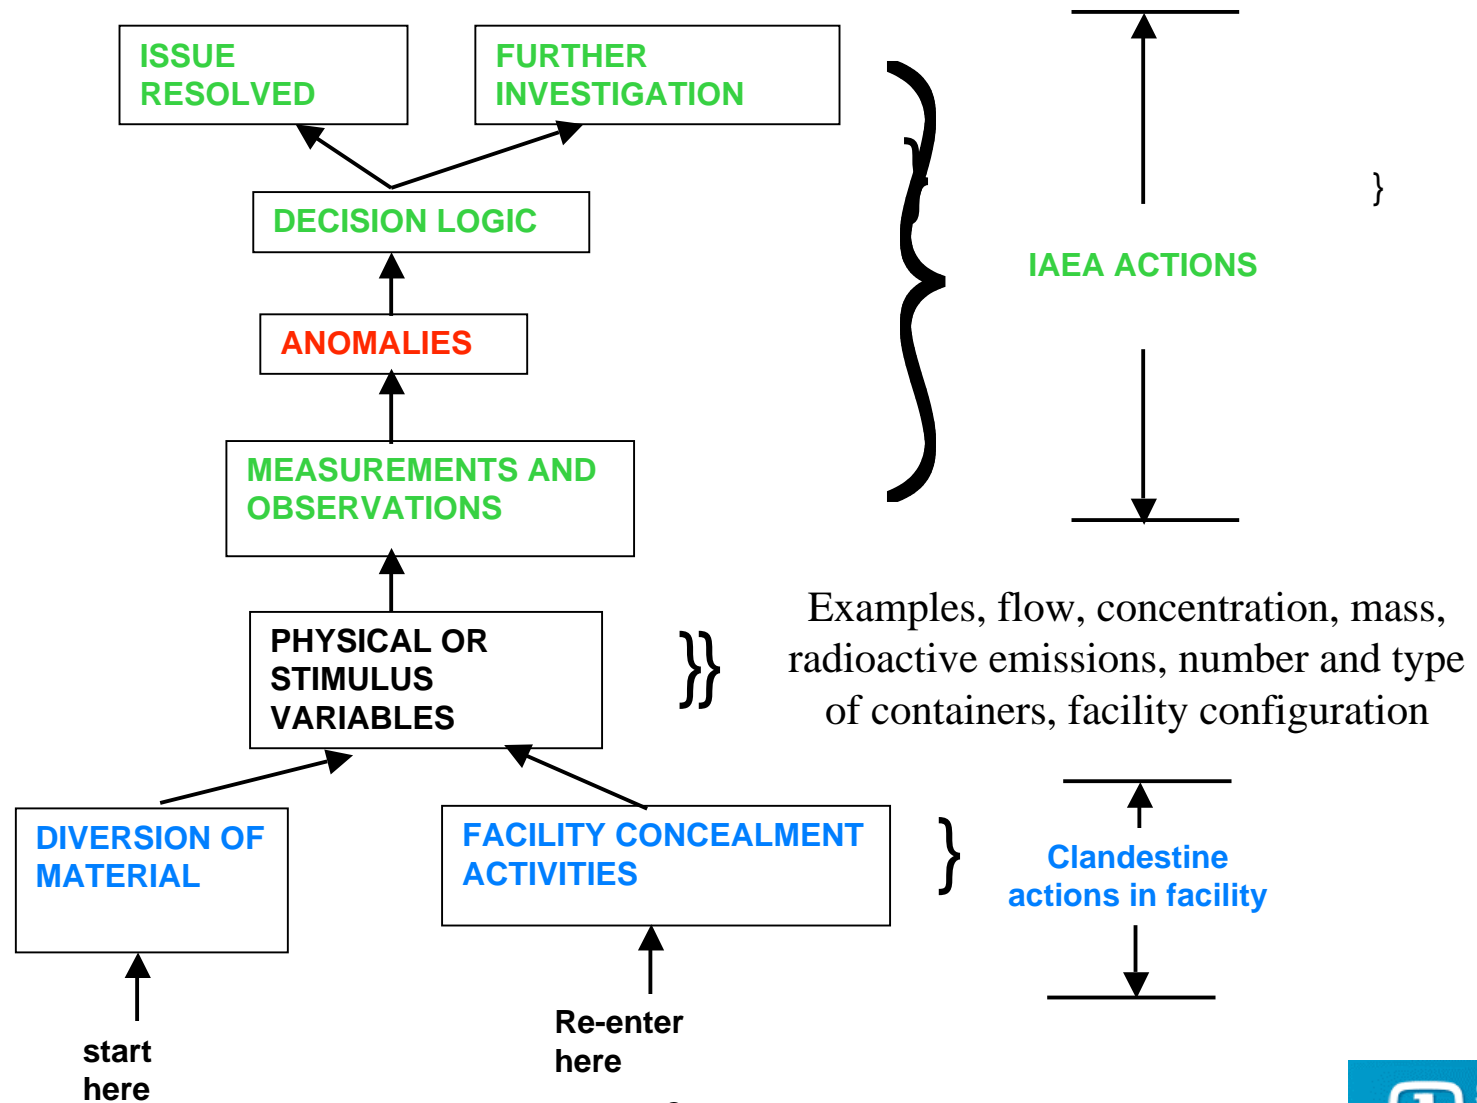 ISSUE
RESOLVED
FURTHER
INVESTIGATION
DECISION LOGIC
}
IAEA ACTIONS
ANOMALIES
MEASUREMENTS AND
OBSERVATIONS
PHYSICAL OR
STIMULUS
VARIABLES
}}
Examples, flow, concentration, mass,
radioactive emissions, number and type
of containers, facility configuration
DIVERSION OF
MATERIAL
FACILITY CONCEALMENT
ACTIVITIES
}
Clandestine
actions in facility
start
here
Re-enter
here